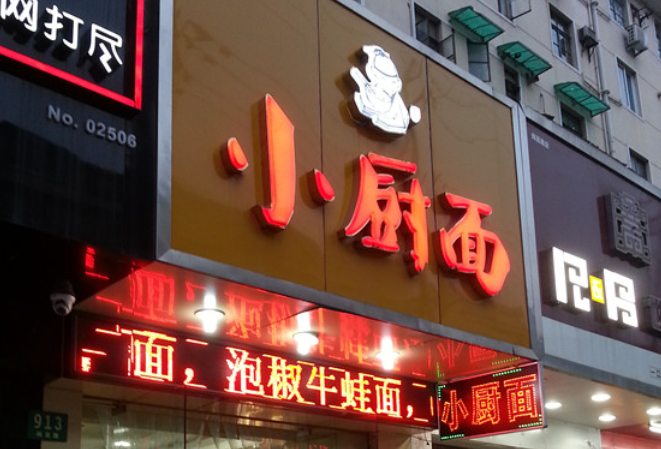 网打尽
No. 02506
小厨面
面，泡椒牛蛙面，
小厨面
913